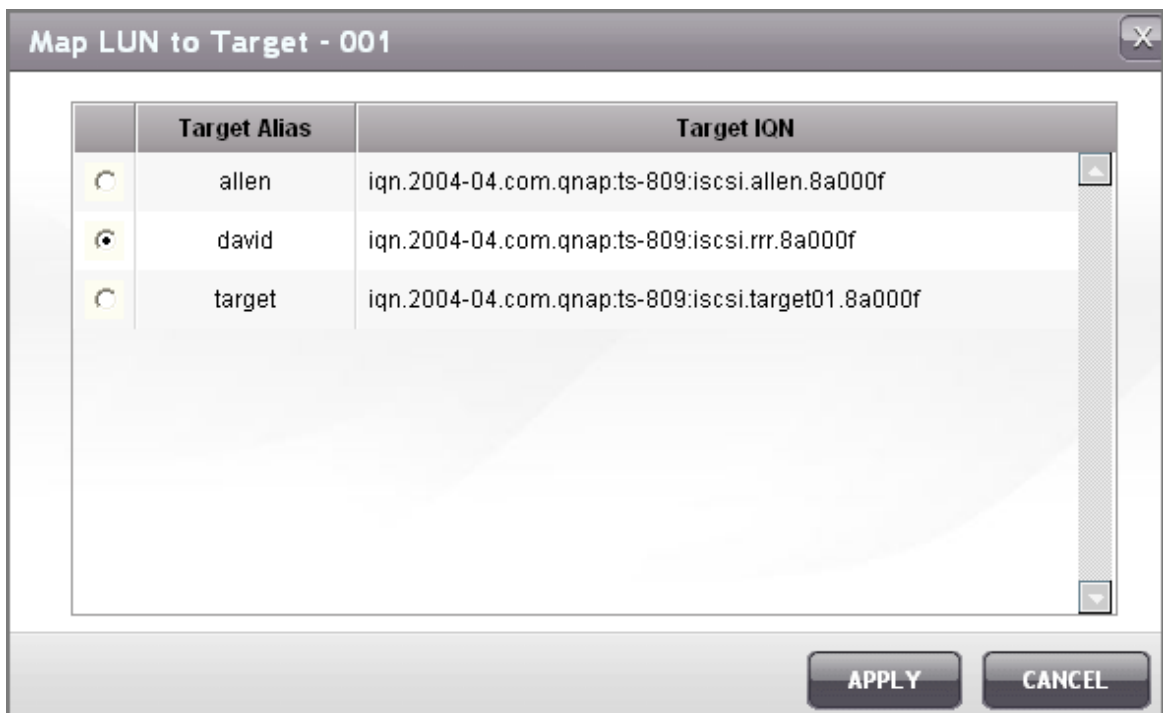 Map LUN to Target - 001
X
Target Alias Target IQN
allen iqn.2004-04.com.qnap:ts-809:iscsi.allen.8a000f
david iqn.2004-04.com.qnap:ts-809:iscsi.rrr.8a000f
target iqn.2004-04.com.qnap:ts-809:iscsi.target01.8a000f
APPLY CANCEL